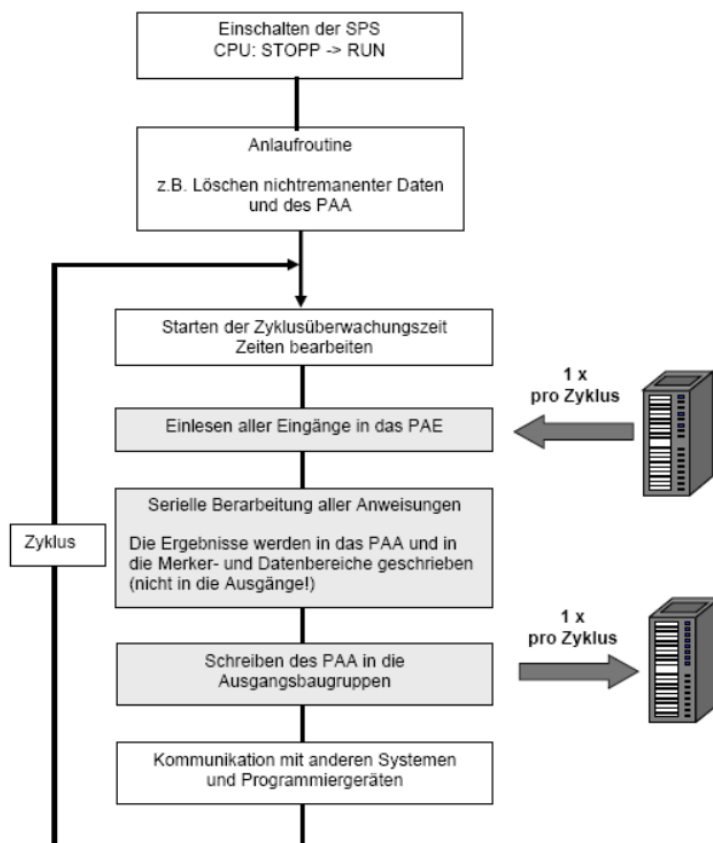 Einschalten der SPS
CPU: STOPP -> RUN
Anlaufroutine
z.B. Löschen nichtremanenter Daten
und des PAA
Starten der Zyklusüberwachungszeit
Zeiten bearbeiten
1 x
pro Zyklus
Einlesen aller Eingänge in das PAE
Serielle Berarbeitung aller Anweisungen
Zyklus
Die Ergebnisse werden in das PAA und in
die Merker- und Datenbereiche geschrieben
(nicht in die Ausgänge!)
1 x
pro Zyklus
Schreiben des PAA in die
Ausgangsbaugruppen
Kommunikation mit anderen Systemen
und Programmiergeräten